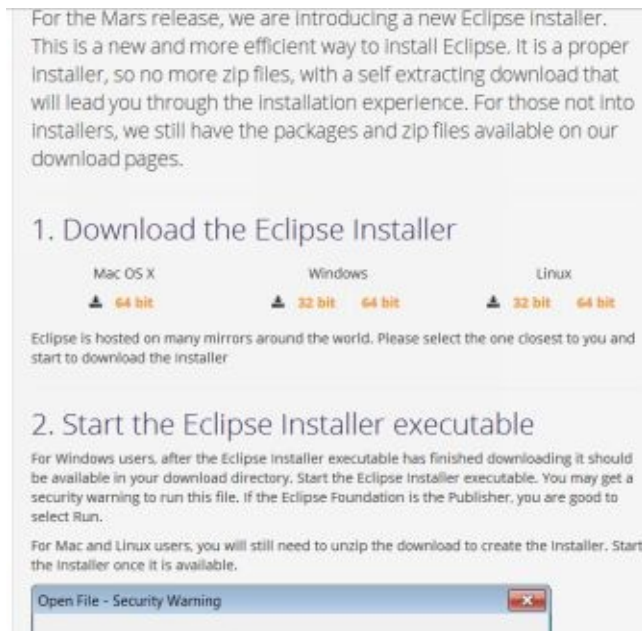 For the Mars release, we are introducing a new Eclipse installer.
This is a new and more efficient way to install Eclipse. It is a proper
installer, so no more zip files, with a self extracting download that
will lead you through the installation experience. For those not into
installers, we still have the packages and zip files available on our
download pages.
1. Download the Eclipse Installer
Mac OS X Windows Linux
64 bit 32 bit 64 bit 32 bit 64 bit
Eclipse is hosted on many mirrors around the world. Please select the one closest to you and
start to download the installer
2. Start the Eclipse Installer executable
For Windows users, after the Eclipse Installer executable has finished downloading it should
be available in your download directory. Start the Eclipse Installer executable. You may get a
security warning to run this file. If the Eclipse Foundation is the Publisher, you are good to
select Run.
For Mac and Linux users, you will still need to unzip the download to create the Installer. Start
the Installer once it is available.
Open File - Security Warning